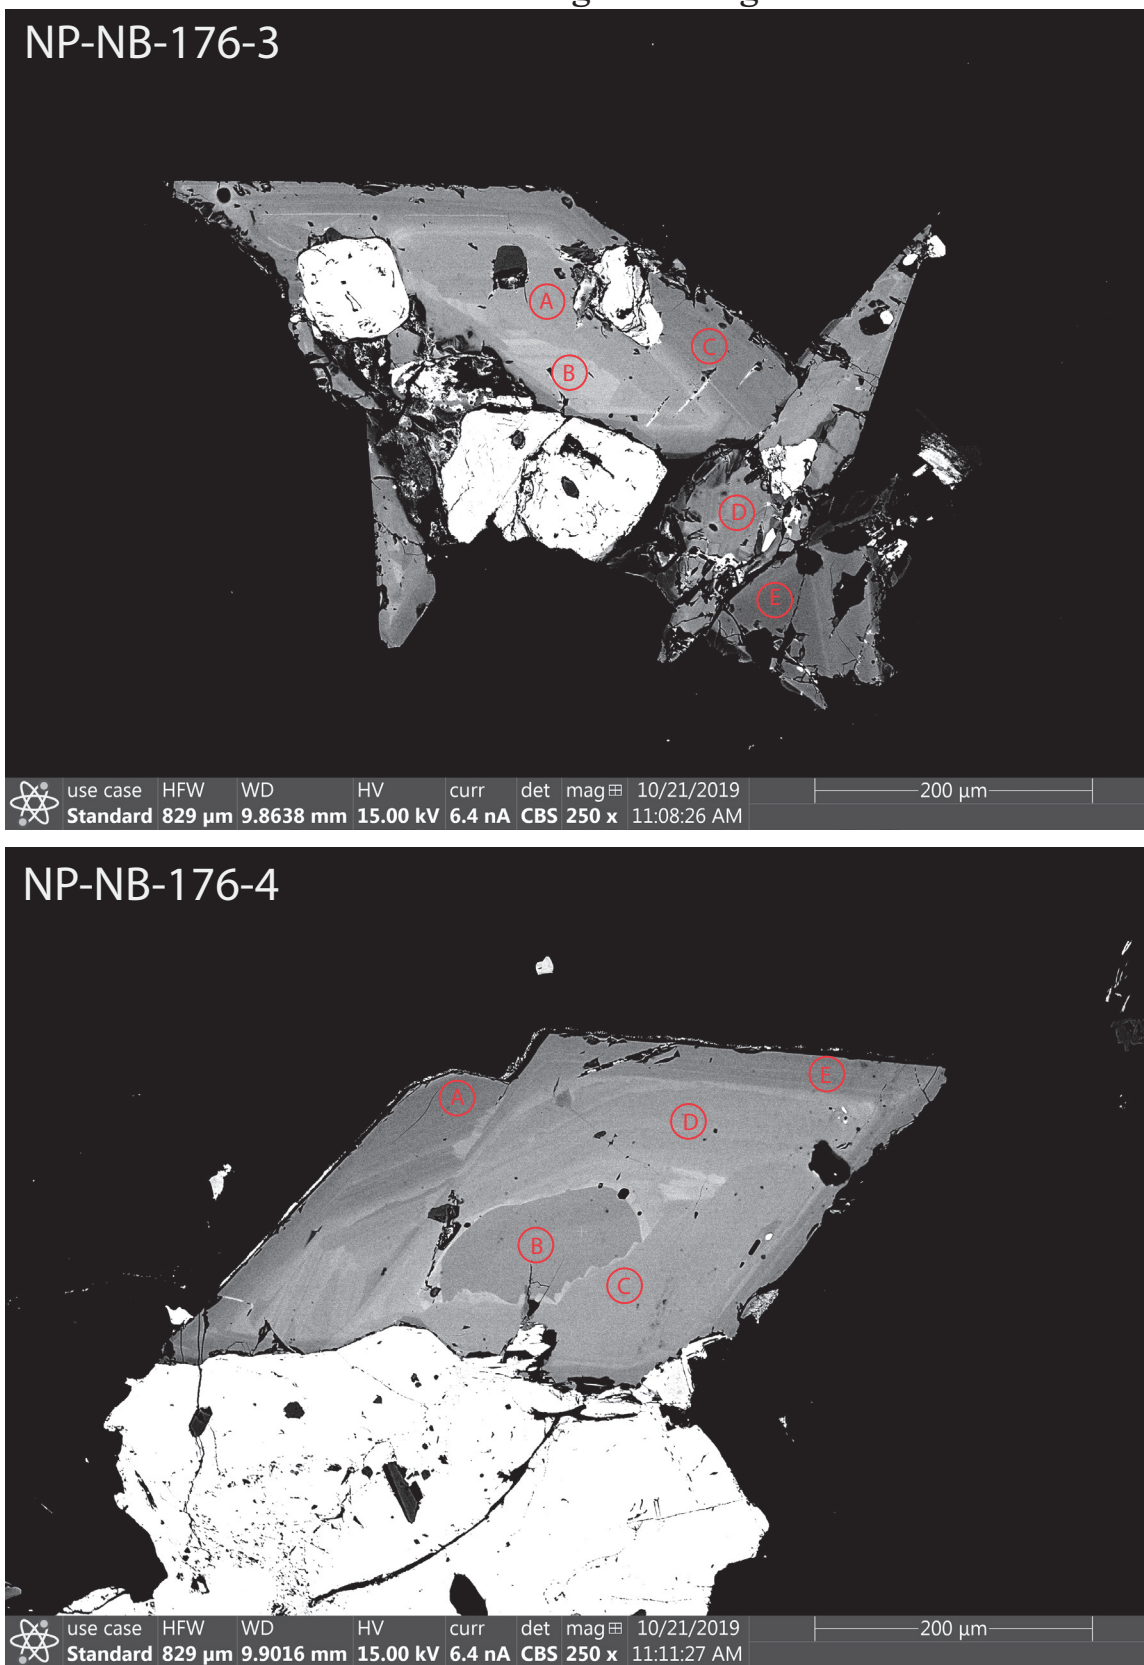 NP-NB-176-3
A
B
C
D
E
use case HFW WD HV curr det mag 10/21/2019 200 µm
Standard 829 µm 9.8638 mm 15.00 kV 6.4 nA CBS 250 x 11:08:26 AM
NP-NB-176-4
E
A
D
B
C
use case HFW WD HV curr det mag 10/21/2019 200 µm
Standard 829 µm 9.9016 mm 15.00 kV 6.4 nA CBS 250 x 11:11:27 AM